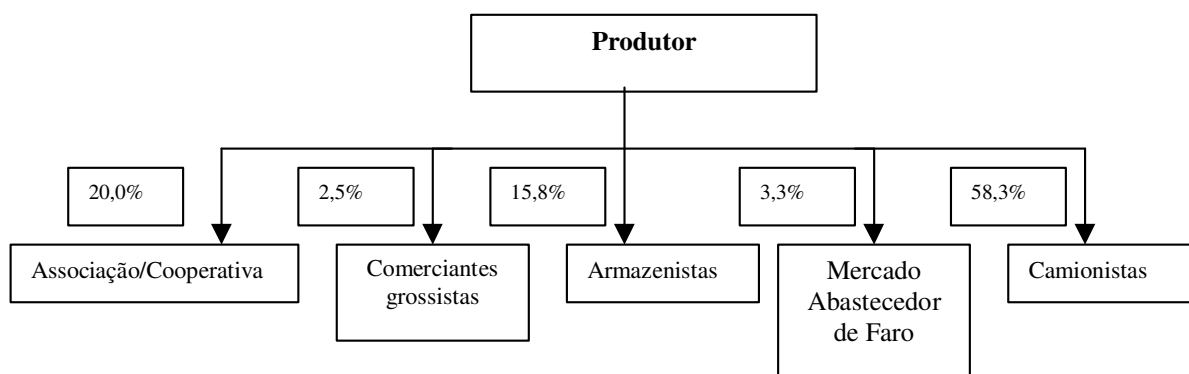 Produtor
20,0%
2,5%
15,8%
3,3%
58,3%
Associação/Cooperativa
Comerciantes
grossistas
Armazenistas
Mercado
Abastecedor
de Faro
Camionistas